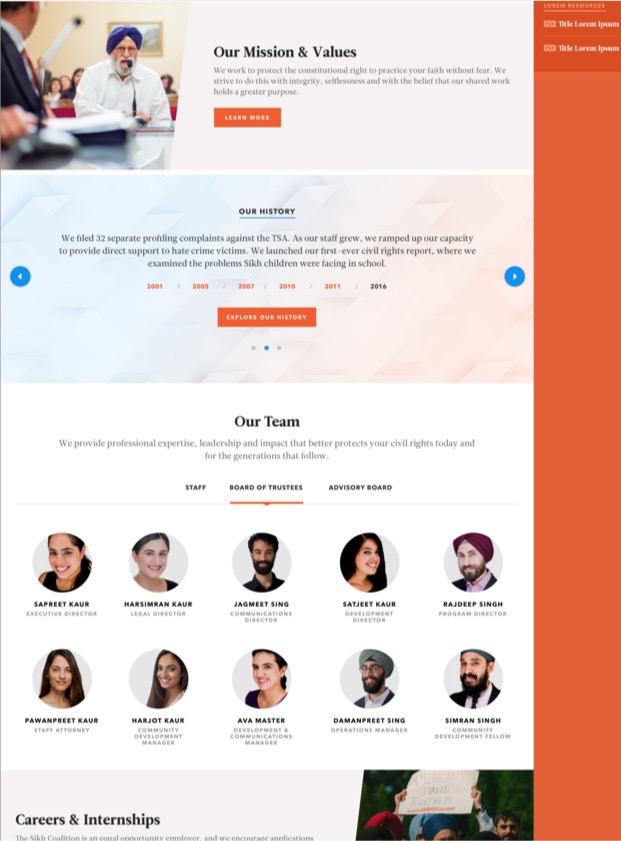 LOREM RESOURCES
PDF Title Lorem Ipsum
PDF Title Lorem Ipsum
Our Mission & Values
We work to protect the constitutional right to practice your faith without fear. We
strive to do this with integrity, selflessness and with the belief that our shared work
holds a greater purpose.
LEARN MORE
OUR HISTORY
We filed 32 separate profiling complaints against the TSA. As our staff grew, we ramped up our capacity
to provide direct support to hate crime victims. We launched our first-ever civil rights report, where we
examined the problems Sikh children were facing in school.
2001 / 2005 / 2007 / 2010 / 2011 / 2016
EXPLORE OUR HISTORY
Our Team
We provide professional expertise, leadership and impact that better protects your civil rights today and
for the generations that follow.
STAFF BOARD OF TRUSTEES ADVISORY BOARD
SAPREET KAUR
EXECUTIVE DIRECTOR
HARSIMRAN KAUR
LEGAL DIRECTOR
JAGMEET SING
COMMUNICATIONS
DIRECTOR
SATJEET KAUR
DEVELOPMENT
DIRECTOR
RAJDEEP SINGH
PROGRAM DIRECTOR
PAWANPREET KAUR
STAFF ATTORNEY
HARJOT KAUR
COMMUNITY
DEVELOPMENT
MANAGER
AVA MASTER
DEVELOPMENT &
COMMUNICATIONS
MANAGER
DAMANPREET SING
OPERATIONS MANAGER
SIMRAN SINGH
COMMUNITY
DEVELOPMENT FELLOW
STAND
TOGETHER
Careers & Internships
The Sikh Coalition is an equal opportunity employer, and we encourage applications